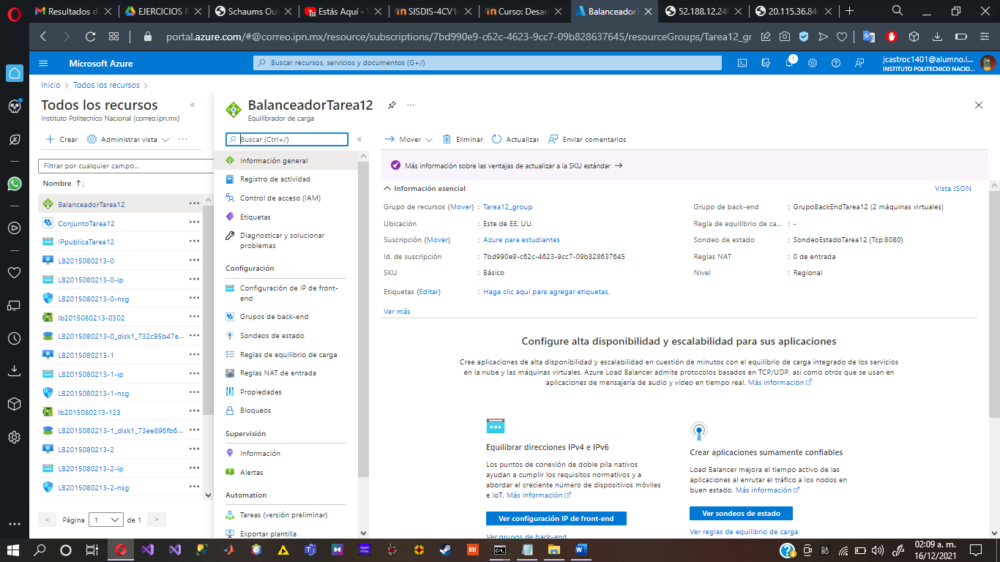 Resultados d
EJERCICIOS R
Schaums Out
Estás Aquí - Y
SISDIS-4CV14
Curso: Desar
BalanceadorT
52.188.12.24
20.115.36.84
portal.azure.com/#@correo.ipn.mx/resource/subscriptions/7bd990e9-c62c-4623-9cc7-09b828637645/resourceGroups/Tarea12_gr
Microsoft Azure
Buscar recursos, servicios y documentos (G+/)
1
jcastroc1401@alumno.i...
INSTITUTO POLITECNICO NACIO...
Inicio > Todos los recursos >
Todos los recursos
Instituto Politecnico Nacional (correo.ipn.mx)
Crear
Administrar vista
Filtrar por cualquier campo...
Nombre
BalanceadorTarea12
ConjuntoTarea12
IPpublicaTarea12
LB2015080213-0
LB2015080213-0-ip
LB2015080213-0-nsg
lb2015080213-0302
LB2015080213-0_disk1_732c95b47e...
LB2015080213-1
LB2015080213-1-ip
LB2015080213-1-nsg
lb2015080213-123
LB2015080213-1_disk1_73ee896fb6...
LB2015080213-2
LB2015080213-2-ip
LB2015080213-2-nsg
< Página 1 de 1 >
BalanceadorTarea12
Equilibrador de carga
Buscar (Ctrl+/)
Información general
Registro de actividad
Control de acceso (IAM)
Etiquetas
Diagnosticar y solucionar
problemas
Configuración
Configuración de IP de front-
end
Grupos de back-end
Sondeos de estado
Reglas de equilibrio de carga
Reglas NAT de entrada
Propiedades
Bloqueos
Supervisión
Información
Alertas
Automation
Tareas (versión preliminar)
Exportar plantilla
Mover
Eliminar
Actualizar
Enviar comentarios
Más información sobre las ventajas de actualizar a la SKU estándar
Información esencial
Vista JSON
Grupo de recursos (Mover) : Tarea12_group
Ubicación : Este de EE. UU.
Suscripción (Mover) : Azure para estudiantes
Id. de suscripción : 7bd990e9-c62c-4623-9cc7-09b828637645
SKU : Básico
Etiquetas (Editar) : Haga clic aquí para agregar etiquetas.
Ver más
Grupo de back-end : GrupoBackEndTarea12 (2 máquinas virtuales)
Regla de equilibrio de ca... : -
Sondeo de estado : SondeoEstadoTarea12 (Tcp:8080)
Reglas NAT : 0 de entrada
Nivel : Regional
Configure alta disponibilidad y escalabilidad para sus aplicaciones
Cree aplicaciones de alta disponibilidad y escalabilidad en cuestión de minutos con el equilibrio de carga integrado de los servicios
en la nube y las máquinas virtuales. Azure Load Balancer admite protocolos basados en TCP/UDP, así como otros que se usan en
aplicaciones de mensajería de audio y vídeo en tiempo real. Más información
Equilibrar direcciones IPv4 e IPv6
Los puntos de conexión de doble pila nativos
ayudan a cumplir los requisitos normativos y a
abordar el creciente número de dispositivos móviles
e IoT. Más información
Ver configuración IP de front-end
Ver grupos de back-end
Crear aplicaciones sumamente confiables
Load Balancer mejora el tiempo activo de las
aplicaciones al enrutar el tráfico a los nodos en
buen estado. Más información
Ver sondeos de estado
Ver reglas de equilibrio de carga
02:09 a. m.
16/12/2021